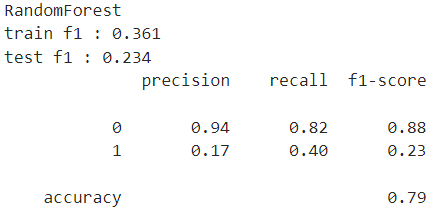 RandomForest
train f1 : 0.361
test f1 : 0.234
precision recall f1-score
0 0.94 0.82 0.88
1 0.17 0.40 0.23
accuracy 0.79